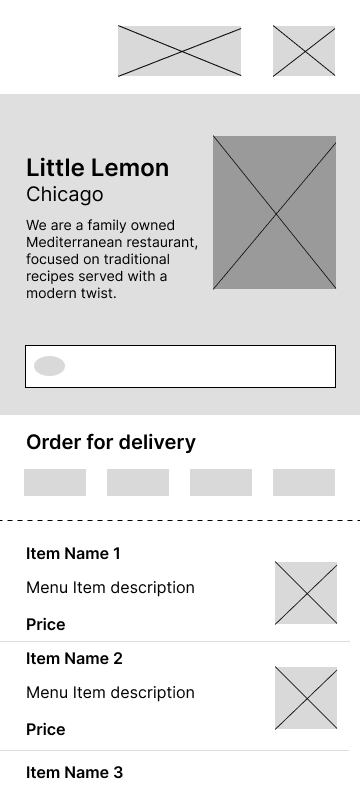 Little Lemon
Chicago
We are a family owned
Mediterranean restaurant,
focused on traditional
recipes served with a
modern twist.
Order for delivery
Item Name 1
Menu Item description
Price
Item Name 2
Menu Item description
Price
Item Name 3